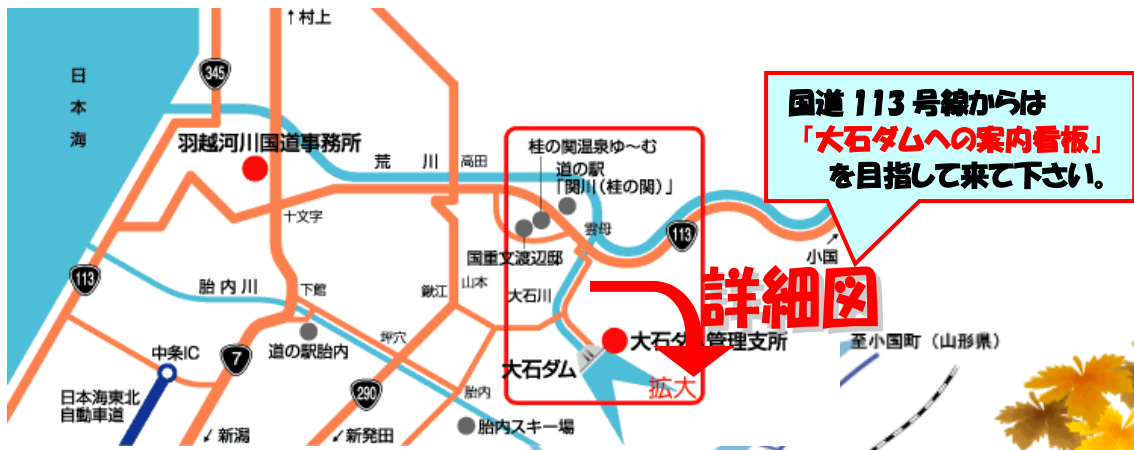 ↑村上
日本海
345
国道113号線からは
「大石ダムへの案内看板」
を目指して来て下さい。
羽越河川国道事務所
荒川
高田
桂の関温泉ゆ～む
道の駅
「関川(桂の関)」
十文字
雲母
113
国重文渡辺邸
小国
113
胎内川
下館
鍬江
山本
大石川
詳細図
道の駅胎内
坪穴
大石ダム管理支所
至小国町（山形県）
中条IC
7
大石ダム
拡大
日本海東北
自動車道
290
胎内
↙新潟
↙新発田
胎内スキー場